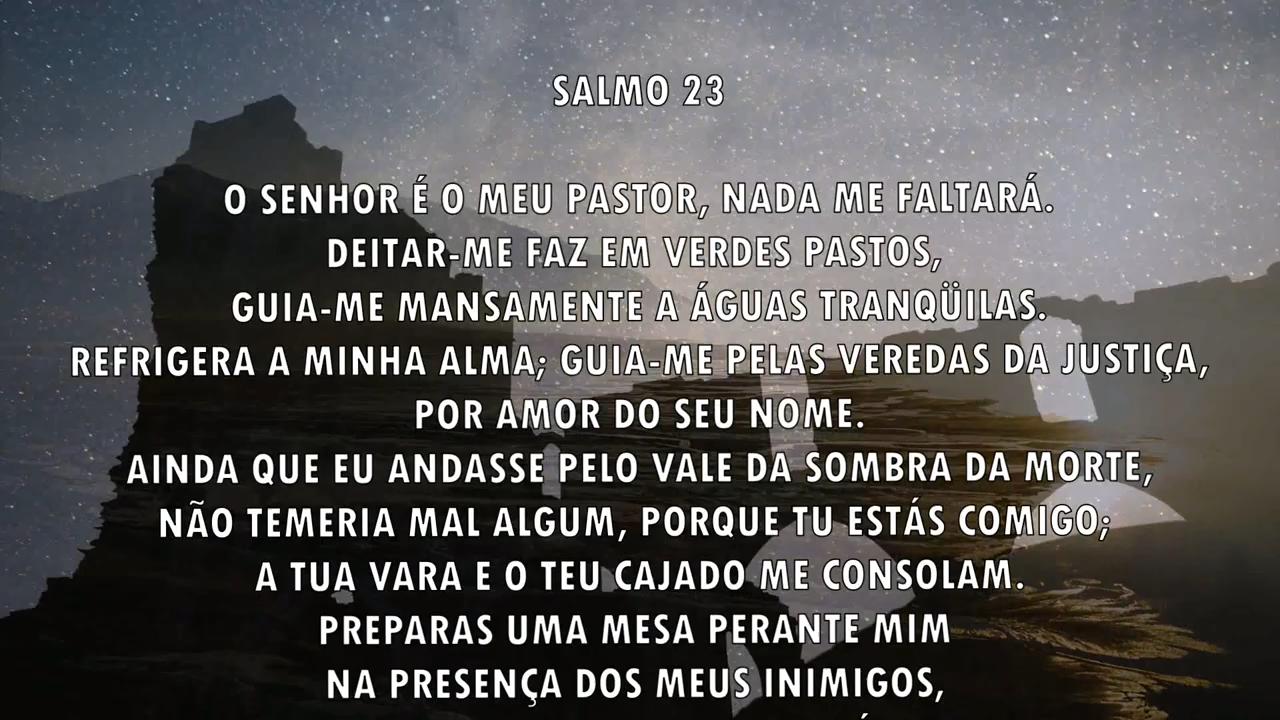 SALMO 23
O SENHOR É O MEU PASTOR, NADA ME FALTARÁ.
DEITAR-ME FAZ EM VERDES PASTOS,
GUIA-ME MANSAMENTE A ÁGUAS TRANQÜILAS.
REFRIGERA A MINHA ALMA; GUIA-ME PELAS VEREDAS DA JUSTIÇA,
POR AMOR DO SEU NOME.
AINDA QUE EU ANDASSE PELO VALE DA SOMBRA DA MORTE,
NÃO TEMERIA MAL ALGUM, PORQUE TU ESTÁS COMIGO;
A TUA VARA E O TEU CAJADO ME CONSOLAM.
PREPARAS UMA MESA PERANTE MIM
NA PRESENÇA DOS MEUS INIMIGOS,